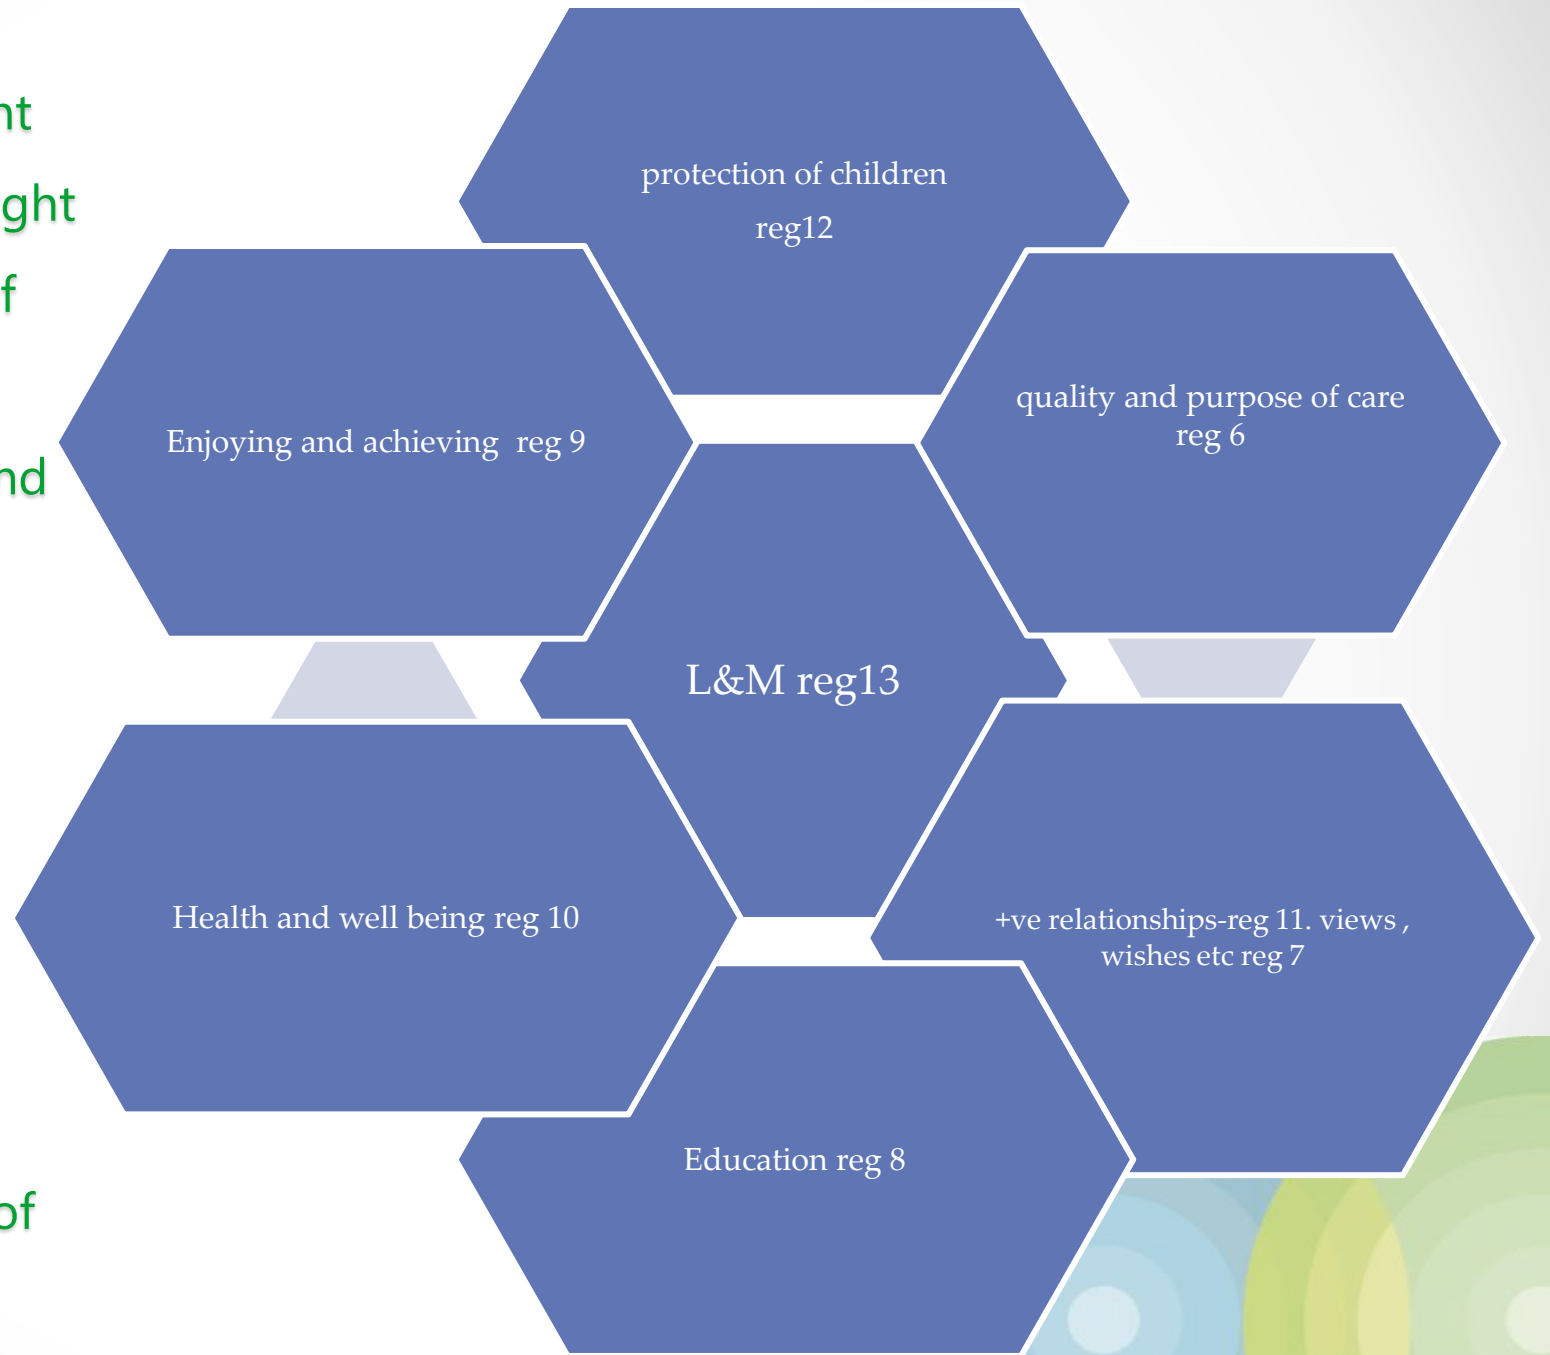 protection of children
reg12
quality and purpose of care
reg 6
Enjoying and achieving  reg 9
L&M reg13
Health and well being reg 10
+ve relationships-reg 11. views ,
wishes etc reg 7
Education reg 8
of